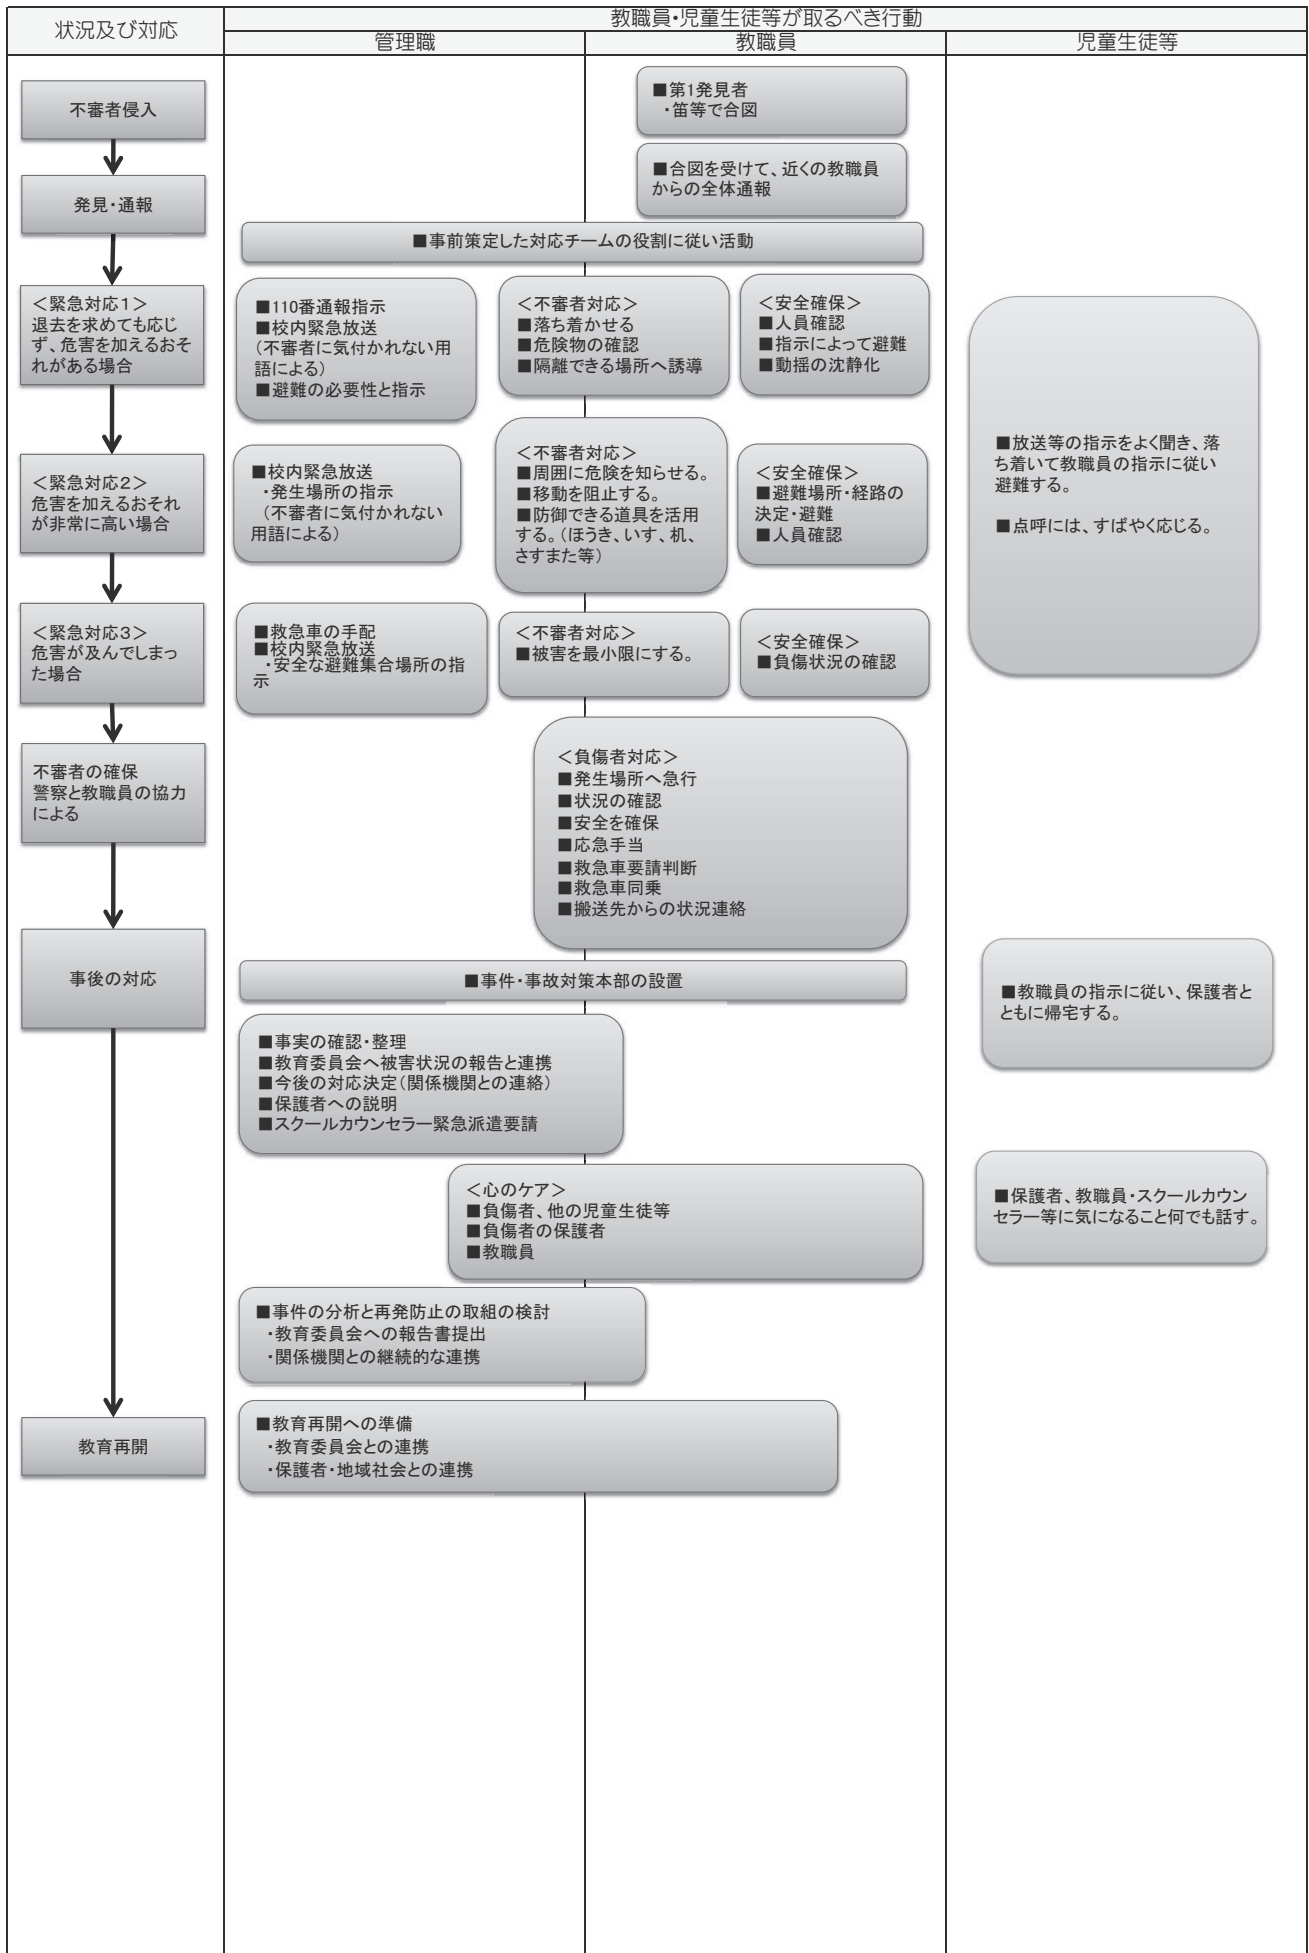 状況及び対応
教職員・児童生徒等が取るべき行動
管理職
教職員
児童生徒等
不審者侵入
■第1発見者
・笛等で合図
発見・通報
■合図を受けて、近くの教職員
からの全体通報
■事前策定した対応チームの役割に従い活動
＜緊急対応１＞
退去を求めても応じ
ず、危害を加えるおそ
れがある場合
■110番通報指示
■校内緊急放送
（不審者に気付かれない用
語による）
■避難の必要性と指示
＜不審者対応＞
■落ち着かせる
■危険物の確認
■隔離できる場所へ誘導
＜安全確保＞
■人員確認
■指示によって避難
■動揺の沈静化
■放送等の指示をよく聞き、落
ち着いて教職員の指示に従い
避難する。
■点呼には、すばやく応じる。
＜緊急対応２＞
危害を加えるおそれ
が非常に高い場合
■校内緊急放送
・発生場所の指示
（不審者に気付かれない
用語による）
＜不審者対応＞
■周囲に危険を知らせる。
■移動を阻止する。
■防御できる道具を活用
する。（ほうき、いす、机、
さすまた等）
＜安全確保＞
■避難場所・経路の
決定・避難
■人員確認
＜緊急対応３＞
危害が及んでしまっ
た場合
■救急車の手配
■校内緊急放送
・安全な避難集合場所の指
示
＜不審者対応＞
■被害を最小限にする。
＜安全確保＞
■負傷状況の確認
不審者の確保
警察と教職員の協力
による
＜負傷者対応＞
■発生場所へ急行
■状況の確認
■安全を確保
■応急手当
■救急車要請判断
■救急車同乗
■搬送先からの状況連絡
事後の対応
■事件・事故対策本部の設置
■教職員の指示に従い、保護者と
ともに帰宅する。
■事実の確認・整理
■教育委員会へ被害状況の報告と連携
■今後の対応決定（関係機関との連絡）
■保護者への説明
■スクールカウンセラー緊急派遣要請
＜心のケア＞
■負傷者、他の児童生徒等
■負傷者の保護者
■教職員
■保護者、教職員・スクールカウン
セラー等に気になること何でも話す。
■事件の分析と再発防止の取組の検討
・教育委員会への報告書提出
・関係機関との継続的な連携
教育再開
■教育再開への準備
・教育委員会との連携
・保護者・地域社会との連携